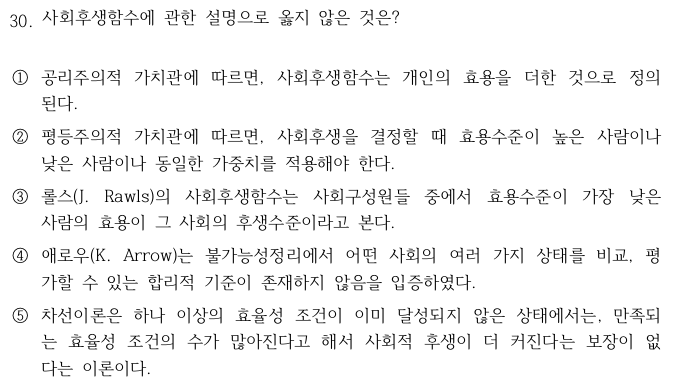 30. 사회후생함수에 관한 설명으로 옳지 않은 것은?
① 공리주의적 가치관에 따르면, 사회후생함수는 개인의 효용을 더한 것으로 정의
된다.
② 평등주의적 가치관에 따르면, 사회후생을 결정할 때 효용수준이 높은 사람이나
낮은 사람이나 동일한 가중치를 적용해야 한다.
③ 롤스(J. Rawls)의 사회후생함수는 사회구성원들 중에서 효용수준이 가장 낮은
사람의 효용이 그 사회의 후생수준이라고 본다.
④ 애로우(K. Arrow)는 불가능성정리에서 어떤 사회의 여러 가지 상태를 비교, 평
가할 수 있는 합리적 기준이 존재하지 않음을 입증하였다.
⑤ 차선이론은 하나 이상의 효율성 조건이 이미 달성되지 않은 상태에서는, 만족되
는 효율성 조건의 수가 많아진다고 해서 사회적 후생이 더 커진다는 보장이 없
다는 이론이다.